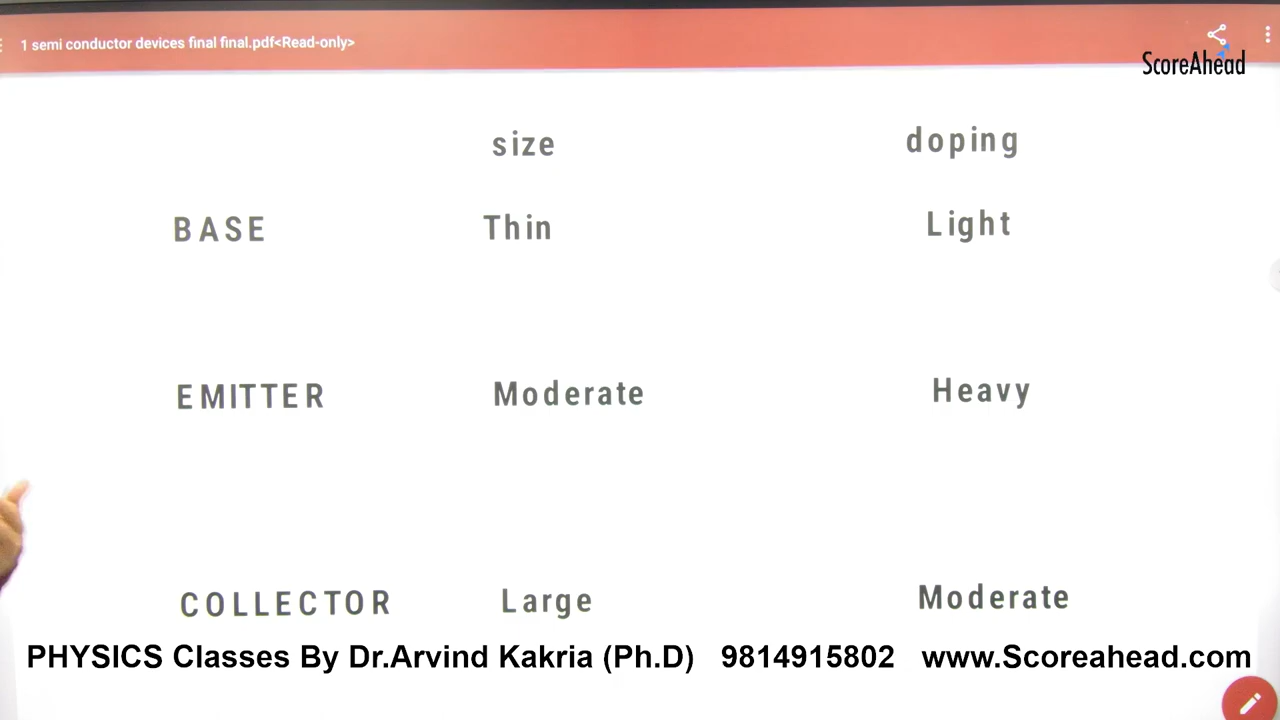 1 semi conductor devices final final.pdf<Read-only>
ScoreAhead
size doping
BASE Thin Light
EMITTER Moderate Heavy
COLLECTOR Large Moderate
PHYSICS Classes By Dr.Arvind Kakria (Ph.D) 9814915802 www.Scoreahead.com